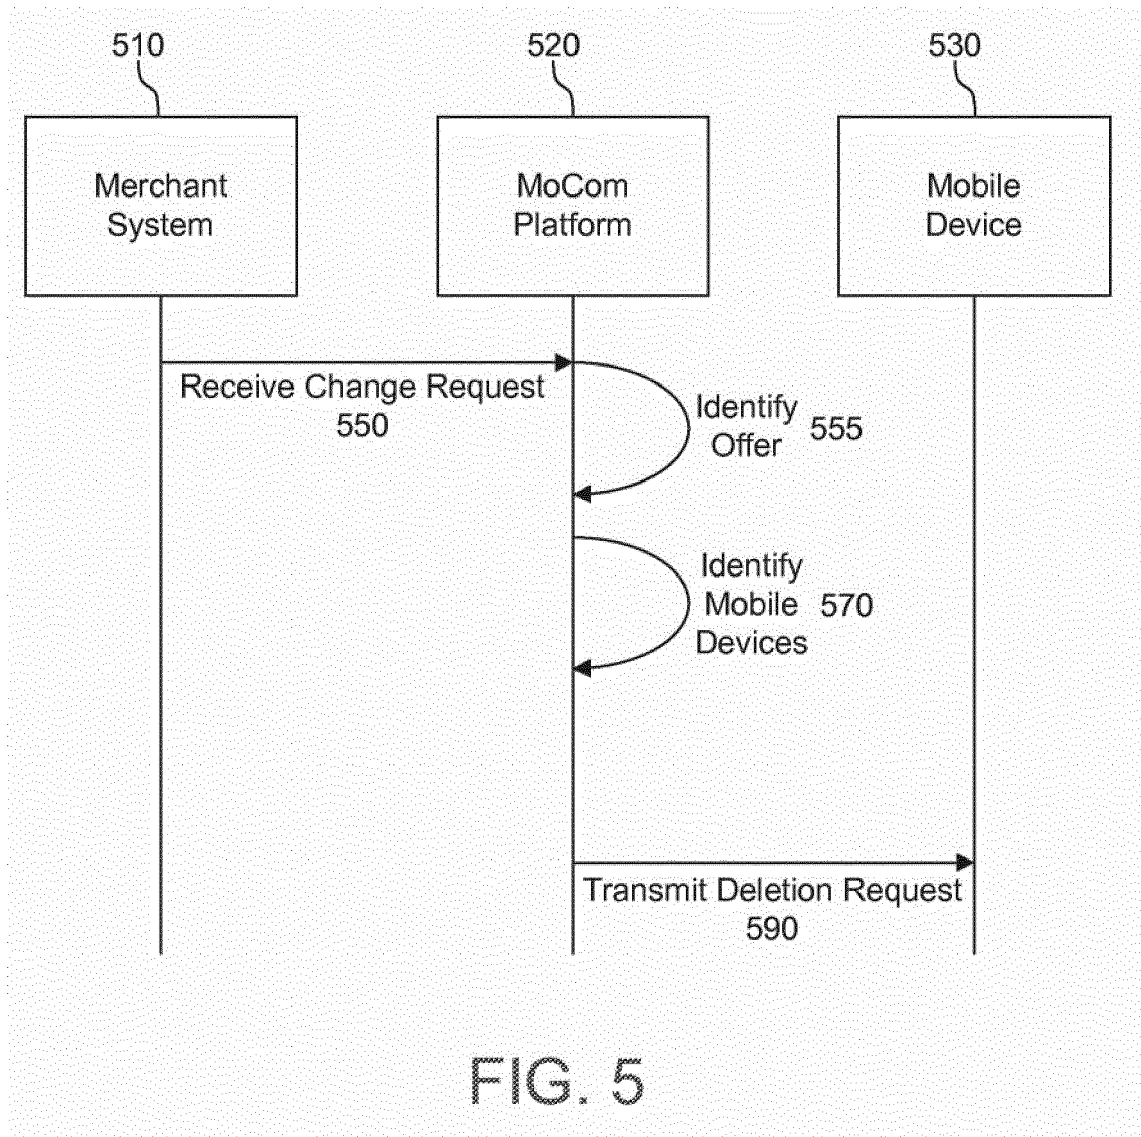 510
520
530
Merchant
System
MoCom
Platform
Mobile
Device
Receive Change Request
550
Identify
Offer
555
Identify
Mobile
Devices
570
Transmit Deletion Request
590
FIG. 5